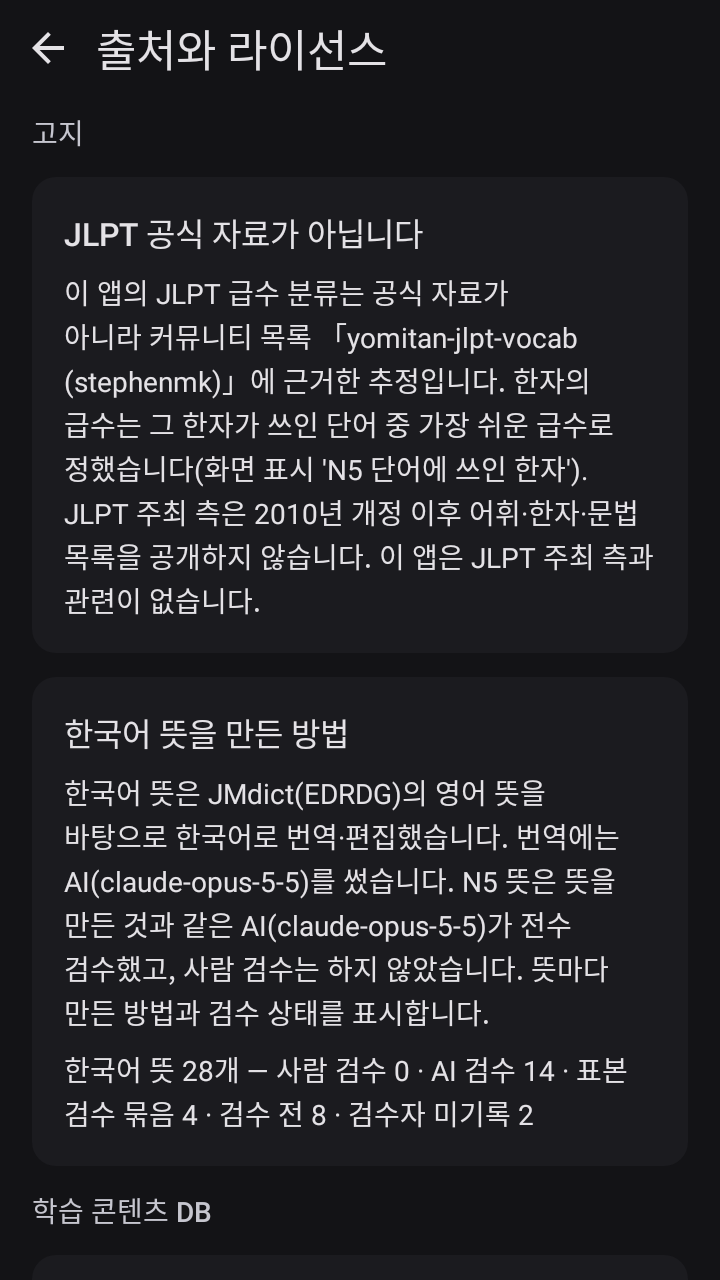 출처와 라이선스
고지
JLPT 공식 자료가 아닙니다
이 앱의 JLPT 급수 분류는 공식 자료가
아니라 커뮤니티 목록 「yomitan-jlpt-vocab
(stephenmk)」에 근거한 추정입니다. 한자의
급수는 그 한자가 쓰인 단어 중 가장 쉬운 급수로
정했습니다(화면 표시 'N5 단어에 쓰인 한자').
JLPT 주최 측은 2010년 개정 이후 어휘·한자·문법
목록을 공개하지 않습니다. 이 앱은 JLPT 주최 측과
관련이 없습니다.
한국어 뜻을 만든 방법
한국어 뜻은 JMdict(EDRDG)의 영어 뜻을
바탕으로 한국어로 번역·편집했습니다. 번역에는
AI(claude-opus-5-5)를 썼습니다. N5 뜻은 뜻을
만든 것과 같은 AI(claude-opus-5-5)가 전수
검수했고, 사람 검수는 하지 않았습니다. 뜻마다
만든 방법과 검수 상태를 표시합니다.
한국어 뜻 28개 — 사람 검수 0 · AI 검수 14 · 표본
검수 묶음 4 · 검수 전 8 · 검수자 미기록 2
학습 콘텐츠 DB